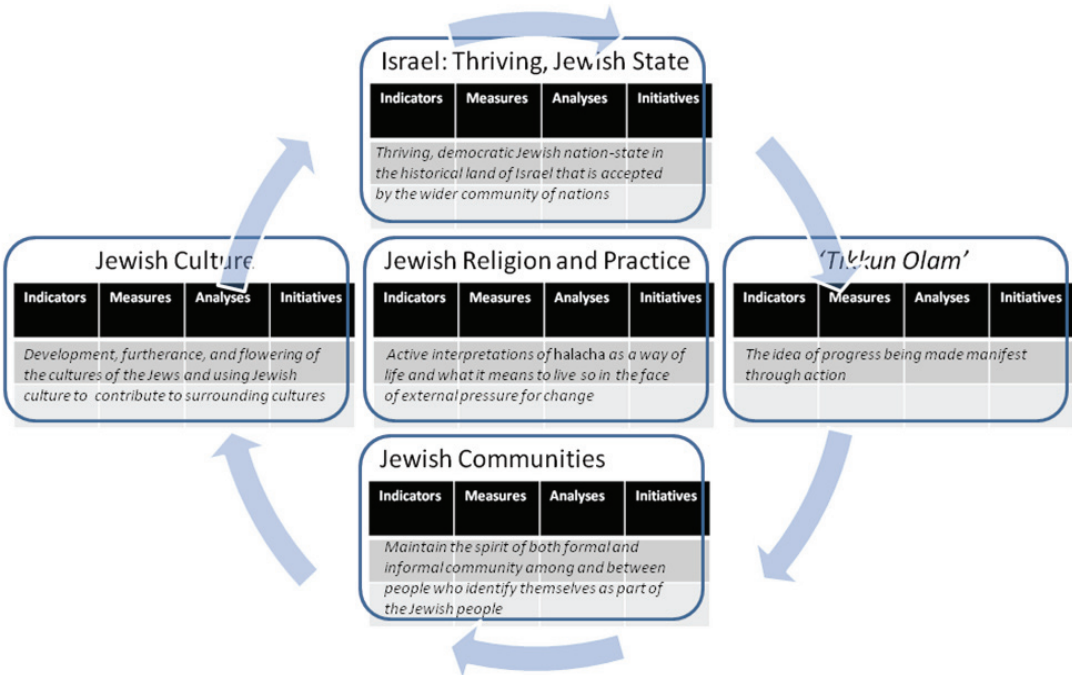 Israel: Thriving, Jewish State
Indicators Measures Analyses Initiatives
Thriving, democratic Jewish nation-state in
the historical land of Israel that is accepted
by the wider community of nations
Jewish Culture
Indicators Measures Analyses Initiatives
Development, furtherance, and flowering of
the cultures of the Jews and using Jewish
culture to contribute to surrounding cultures
Jewish Religion and Practice
Indicators Measures Analyses Initiatives
Active interpretations of halacha as a way of
life and what it means to live so in the face
of external pressure for change
‘Tikkun Olam’
Indicators Measures Analyses Initiatives
The idea of progress being made manifest
through action
Jewish Communities
Indicators Measures Analyses Initiatives
Maintain the spirit of both formal and
informal community among and between
people who identify themselves as part of
the Jewish people